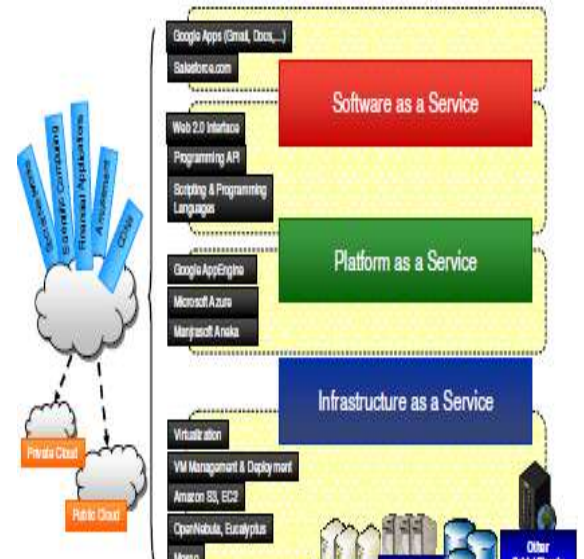 Google Apps (Gmail, Docs,...)
Salesforce.com
Software as a Service
Web 2.0 Interface
Programming API
Scripting & Programming
Languages
Scientific Computing
Financial Applications
CDNs
Platform as a Service
Google AppEngine
Microsoft Azure
Manjrasoft Aneka
Infrastructure as a Service
Virtualization
VM Management & Deployment
Amazon S3, EC2
OpenNebula, Eucalyptus
Private Cloud
Public Cloud
Other